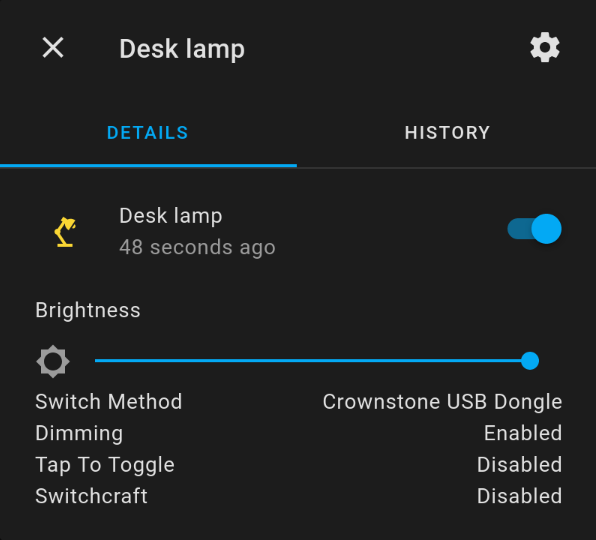 Desk lamp
DETAILS HISTORY
Desk lamp
48 seconds ago
Brightness
Switch Method Crownstone USB Dongle
Dimming Enabled
Tap To Toggle Disabled
Switchcraft Disabled